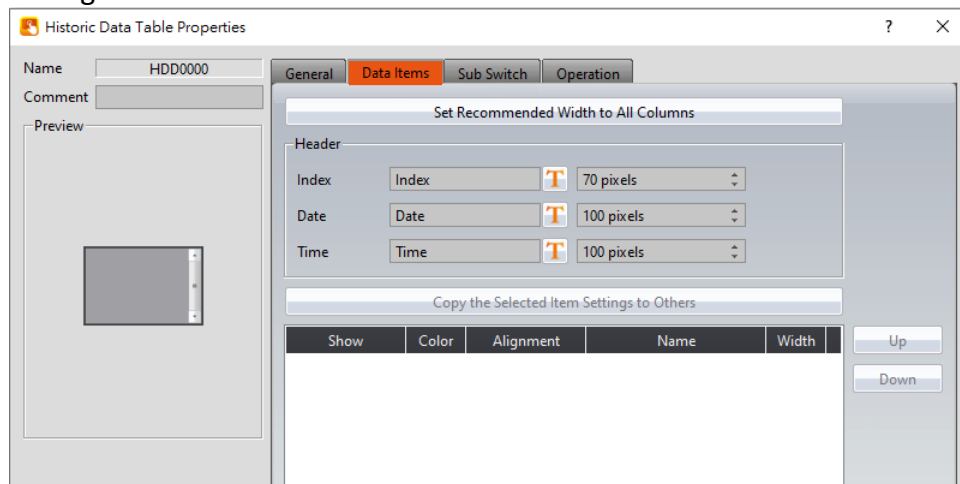 Historic Data Table Properties ? ×
Name HDD0000
Comment
Preview
General Data Items Sub Switch Operation
Set Recommended Width to All Columns
Header
Index Index T 70 pixels
Date Date T 100 pixels
Time Time T 100 pixels
Copy the Selected Item Settings to Others
Show Color Alignment Name Width
Up
Down